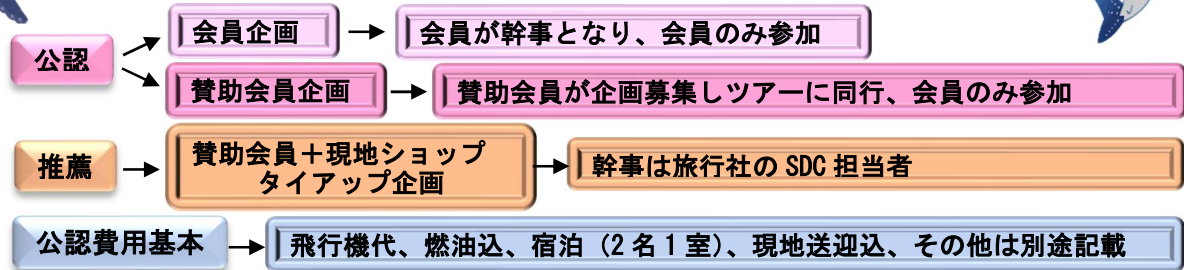 公認
会員企画
会員が幹事となり、会員のみ参加
賛助会員企画
賛助会員が企画募集しツアーに同行、会員のみ参加
推薦
賛助会員＋現地ショップ
タイアップ企画
幹事は旅行社の SDC 担当者
公認費用基本
飛行機代、燃油込、宿泊（2 名 1 室）、現地送迎込、その他は別途記載